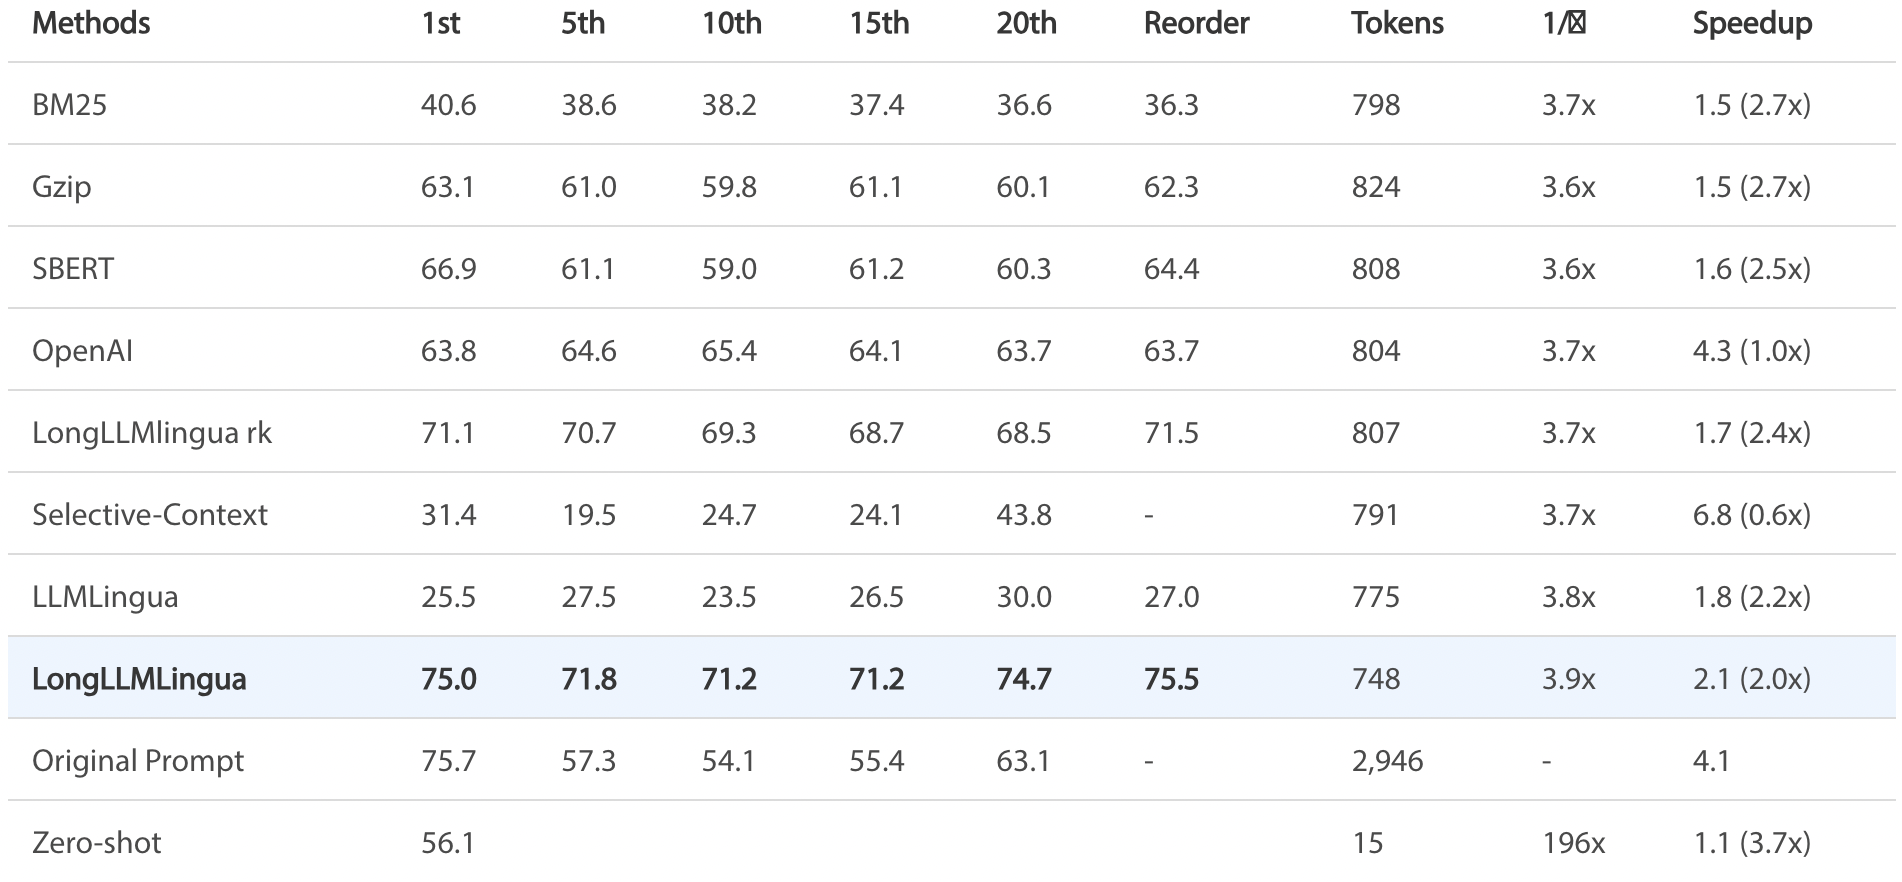 Methods 1st 5th 10th 15th 20th Reorder Tokens 1/ Speedup
BM25 40.6 38.6 38.2 37.4 36.6 36.3 798 3.7x 1.5 (2.7x)
Gzip 63.1 61.0 59.8 61.1 60.1 62.3 824 3.6x 1.5 (2.7x)
SBERT 66.9 61.1 59.0 61.2 60.3 64.4 808 3.6x 1.6 (2.5x)
OpenAI 63.8 64.6 65.4 64.1 63.7 63.7 804 3.7x 4.3 (1.0x)
LongLLMlingua rk 71.1 70.7 69.3 68.7 68.5 71.5 807 3.7x 1.7 (2.4x)
Selective-Context 31.4 19.5 24.7 24.1 43.8 - 791 3.7x 6.8 (0.6x)
LLMLingua 25.5 27.5 23.5 26.5 30.0 27.0 775 3.8x 1.8 (2.2x)
LongLLMLingua 75.0 71.8 71.2 71.2 74.7 75.5 748 3.9x 2.1 (2.0x)
Original Prompt 75.7 57.3 54.1 55.4 63.1 - 2,946 - 4.1
Zero-shot 56.1 15 196x 1.1 (3.7x)